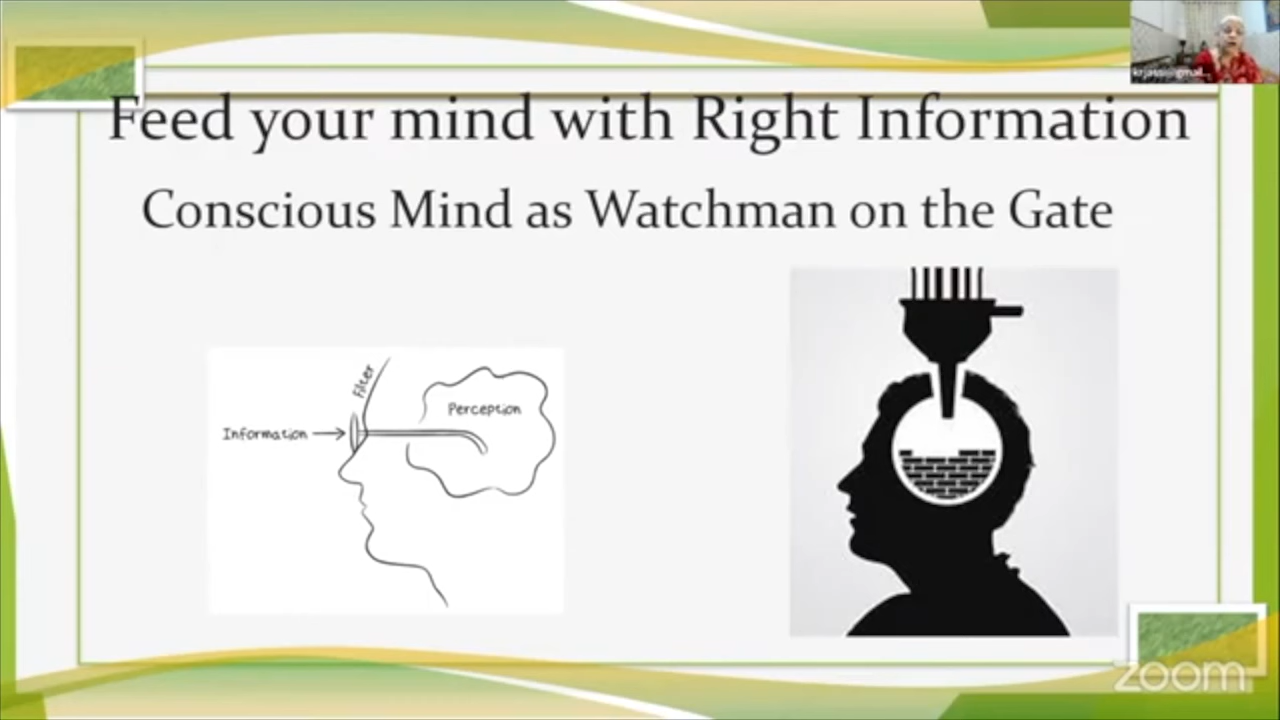 Feed your mind with Right Information
Conscious Mind as Watchman on the Gate
Filter
Information
Perception
zoom